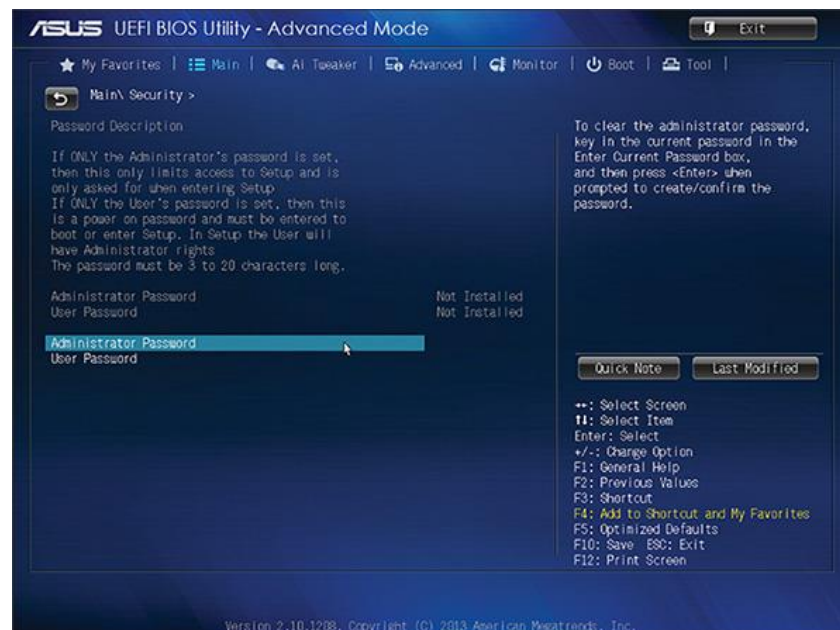 ASUS UEFI BIOS Utility - Advanced Mode
Exit
My Favorites | Main | Ai Tweaker | Advanced | Monitor | Boot | Tool |
Main\ Security >
Password Description
If ONLY the Administrator's password is set,
then this only limits access to Setup and is
only asked for when entering Setup
If ONLY the User's password is set, then this
is a power on password and must be entered to
boot or enter Setup. In Setup the User will
have Administrator rights
The password must be 3 to 20 characters long.
Administrator Password Not Installed
User Password Not Installed
Administrator Password
User Password
To clear the administrator password,
key in the current password in the
Enter Current Password box,
and then press <Enter> when
prompted to create/confirm the
password.
Quick Note Last Modified
→←: Select Screen
↑↓: Select Item
Enter: Select
+/-: Change Option
F1: General Help
F2: Previous Values
F3: Shortcut
F4: Add to Shortcut and My Favorites
F5: Optimized Defaults
F10: Save ESC: Exit
F12: Print Screen
Version 2.10.1208. Copyright (C) 2013 American Megatrends, Inc.